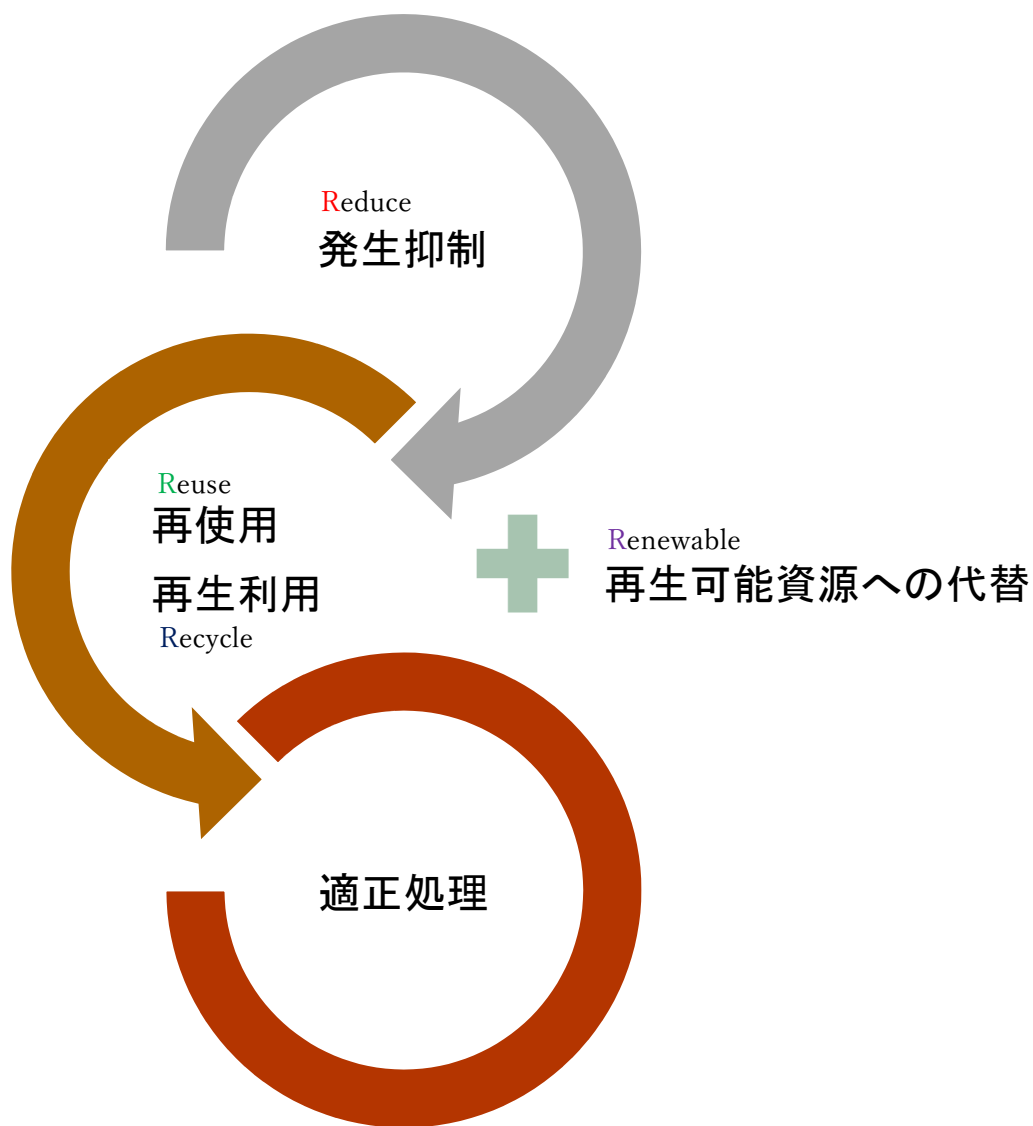 Reduce
発生抑制
Reuse
再使用
再生利用
Recycle
Renewable
再生可能資源への代替
適正処理